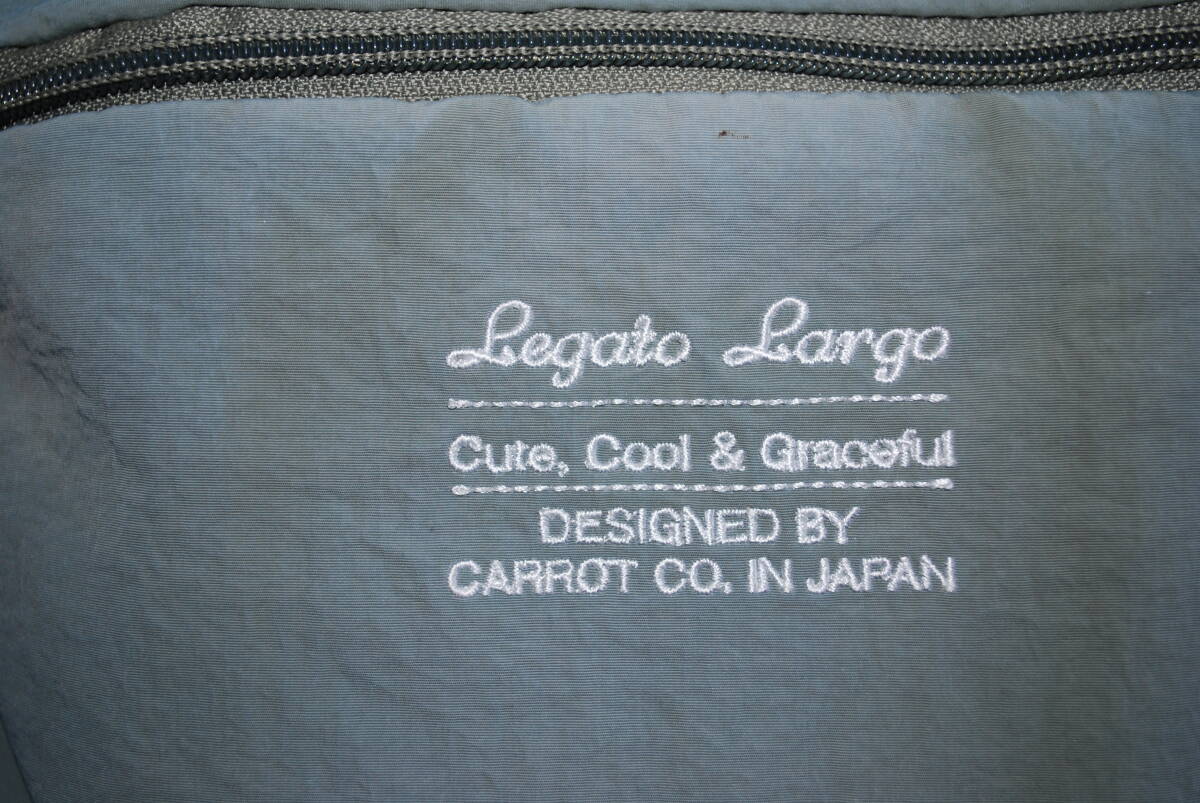 Legato Largo
Cute, Cool & Graceful
DESIGNED BY
CARROT CO. IN JAPAN